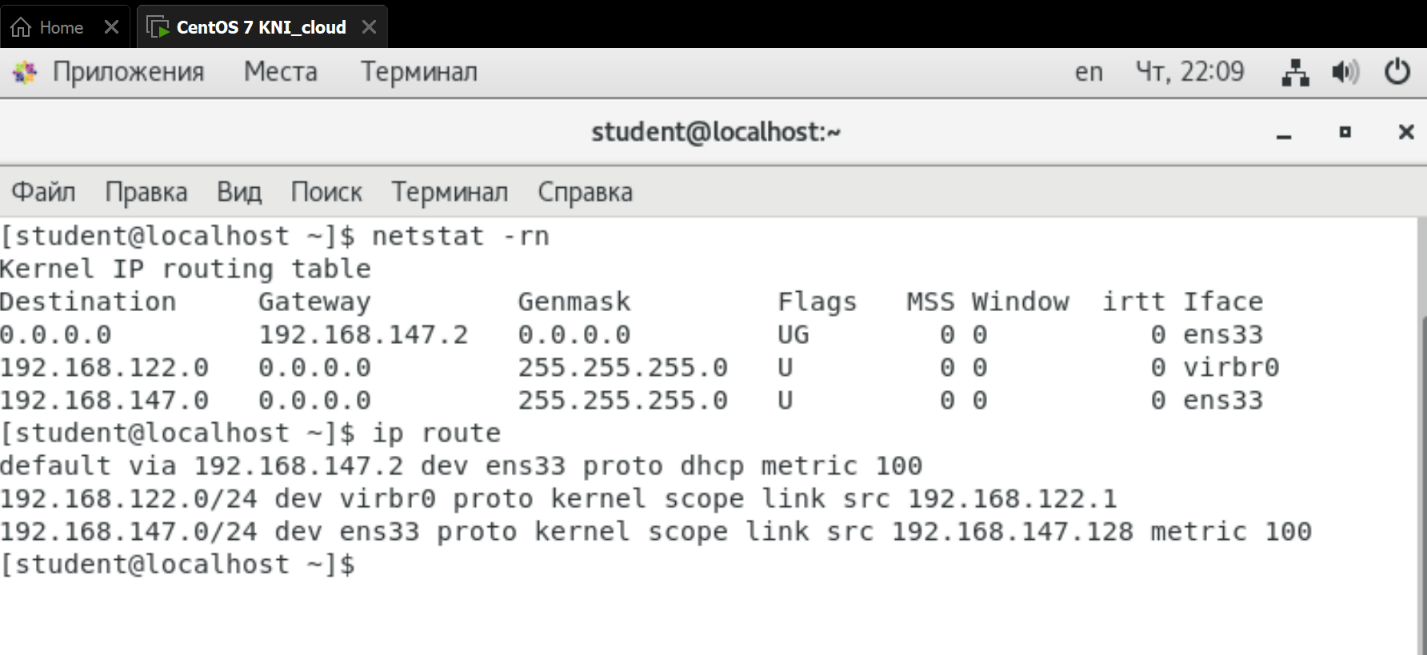 Home
CentOS 7 KNI_cloud
Приложения Места Терминал en Чт, 22:09
student@localhost:~
Файл Правка Вид Поиск Терминал Справка
[student@localhost ~]$ netstat -rn
Kernel IP routing table
Destination     Gateway         Genmask         Flags   MSS Window  irtt Iface
0.0.0.0         192.168.147.2   0.0.0.0         UG        0 0          0 ens33
192.168.122.0   0.0.0.0         255.255.255.0   U         0 0          0 virbr0
192.168.147.0   0.0.0.0         255.255.255.0   U         0 0          0 ens33
[student@localhost ~]$ ip route
default via 192.168.147.2 dev ens33 proto dhcp metric 100
192.168.122.0/24 dev virbr0 proto kernel scope link src 192.168.122.1
192.168.147.0/24 dev ens33 proto kernel scope link src 192.168.147.128 metric 100
[student@localhost ~]$